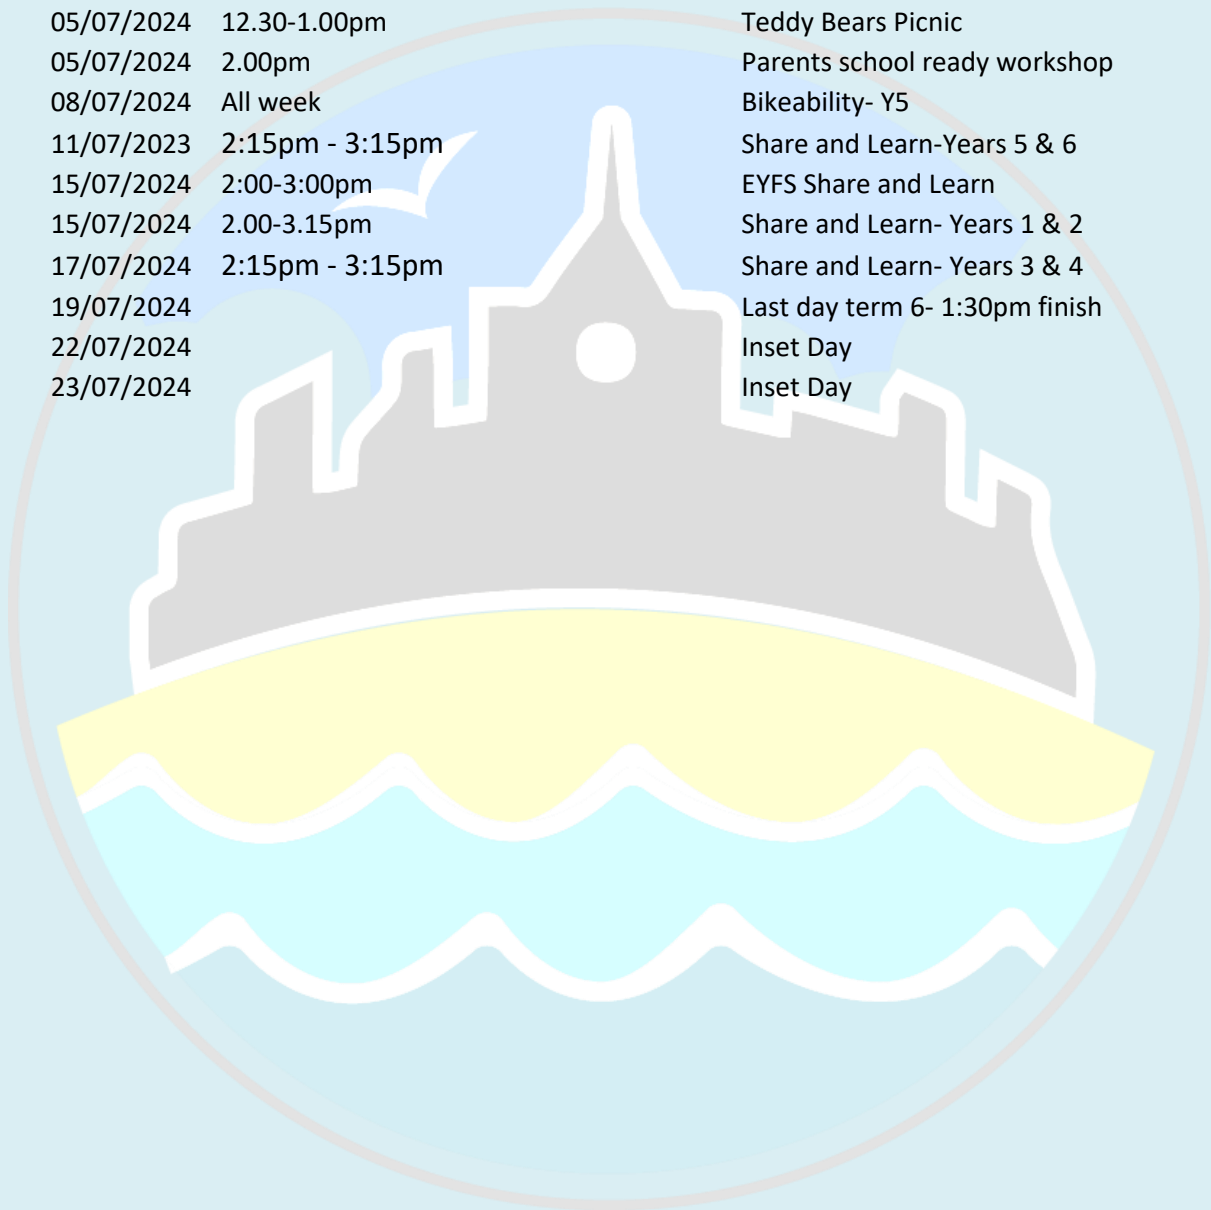 05/07/2024 12.30-1.00pm Teddy Bears Picnic
05/07/2024 2.00pm Parents school ready workshop
08/07/2024 All week Bikeability- Y5
11/07/2023 2:15pm - 3:15pm Share and Learn-Years 5 & 6
15/07/2024 2:00-3:00pm EYFS Share and Learn
15/07/2024 2.00-3.15pm Share and Learn- Years 1 & 2
17/07/2024 2:15pm - 3:15pm Share and Learn- Years 3 & 4
19/07/2024 Last day term 6- 1:30pm finish
22/07/2024 Inset Day
23/07/2024 Inset Day